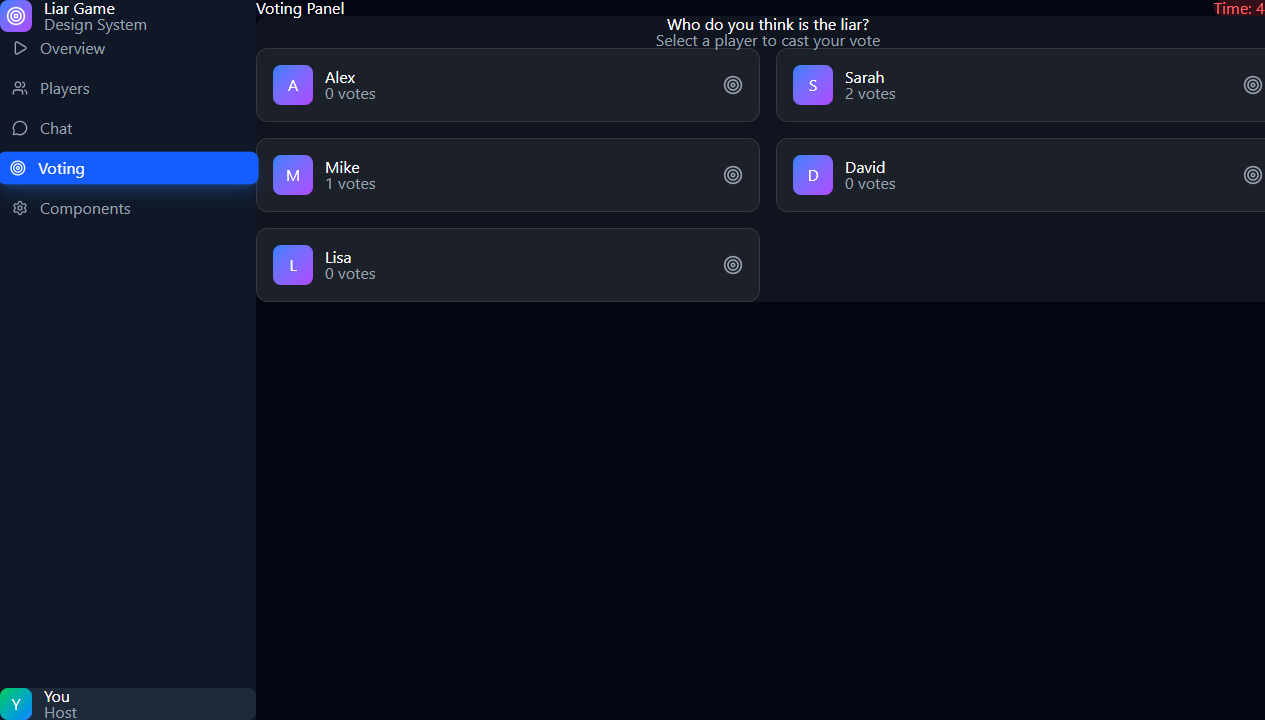 Liar Game
Design System
Overview
Players
Chat
Voting
Components
Y
You
Host
Voting Panel
Time: 4
Who do you think is the liar?
Select a player to cast your vote
A
Alex
0 votes
S
Sarah
2 votes
M
Mike
1 votes
D
David
0 votes
L
Lisa
0 votes